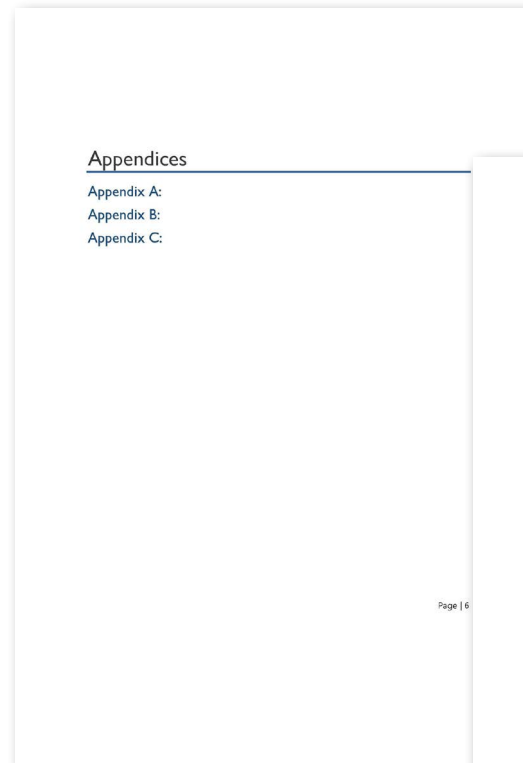 Appendices
Appendix A:
Appendix B:
Appendix C:
Page | 6